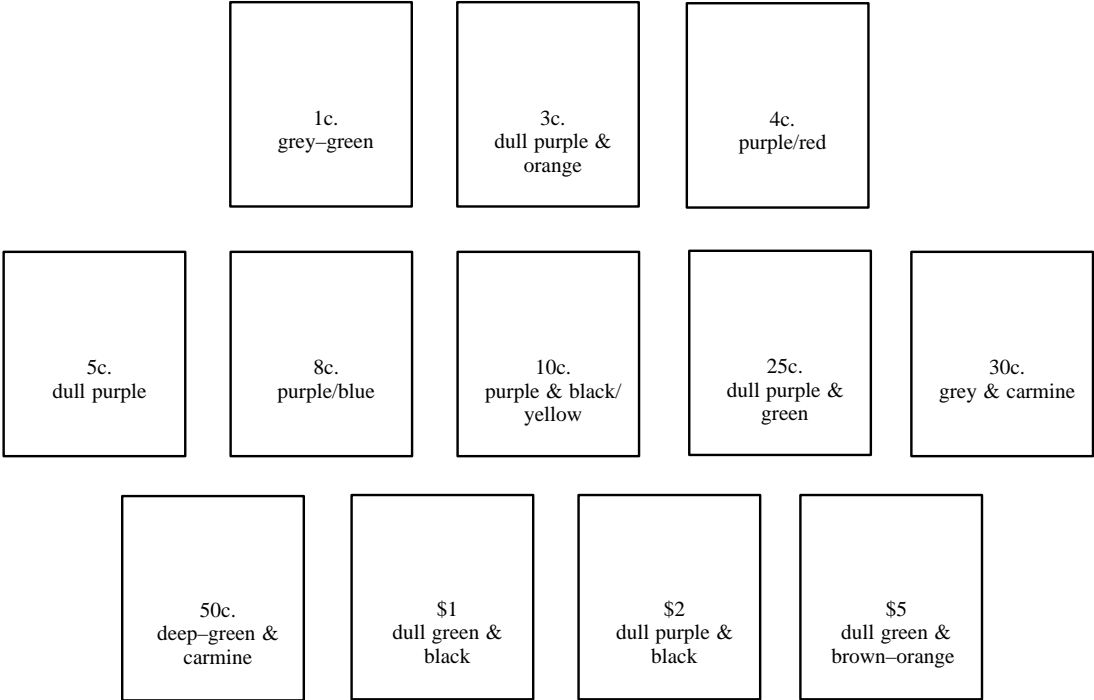 1c.
grey–green
3c.
dull purple &
orange
4c.
purple/red
5c.
dull purple
8c.
purple/blue
10c.
purple & black/
yellow
25c.
dull purple &
green
30c.
grey & carmine
50c.
deep–green &
carmine
$1
dull green &
black
$2
dull purple &
black
$5
dull green &
brown–orange